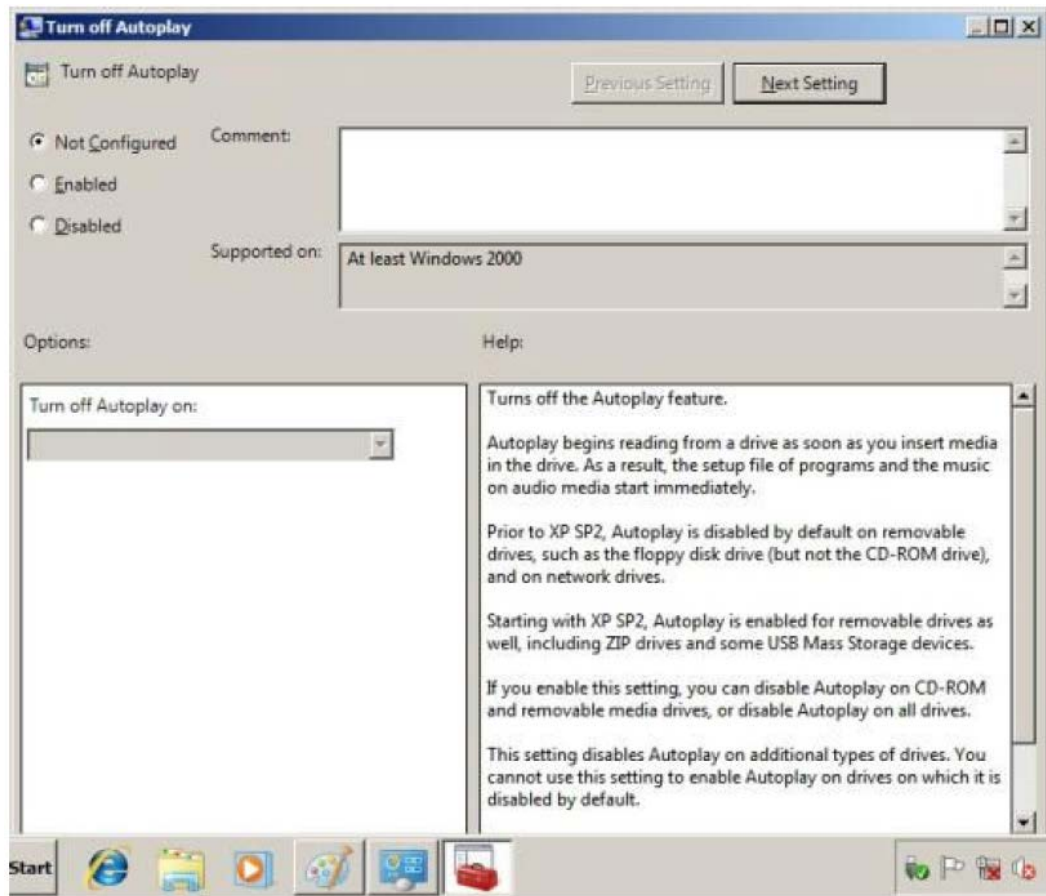 Turn off Autoplay
Turn off Autoplay
Previous Setting
Next Setting
Not Configured
Comment:
Enabled
Disabled
Supported on:
At least Windows 2000
Options:
Help:
Turn off Autoplay on:
Turns off the Autoplay feature.
Autoplay begins reading from a drive as soon as you insert media
in the drive. As a result, the setup file of programs and the music
on audio media start immediately.
Prior to XP SP2, Autoplay is disabled by default on removable
drives, such as the floppy disk drive (but not the CD-ROM drive),
and on network drives.
Starting with XP SP2, Autoplay is enabled for removable drives as
well, including ZIP drives and some USB Mass Storage devices.
If you enable this setting, you can disable Autoplay on CD-ROM
and removable media drives, or disable Autoplay on all drives.
This setting disables Autoplay on additional types of drives. You
cannot use this setting to enable Autoplay on drives on which it is
disabled by default.
Start